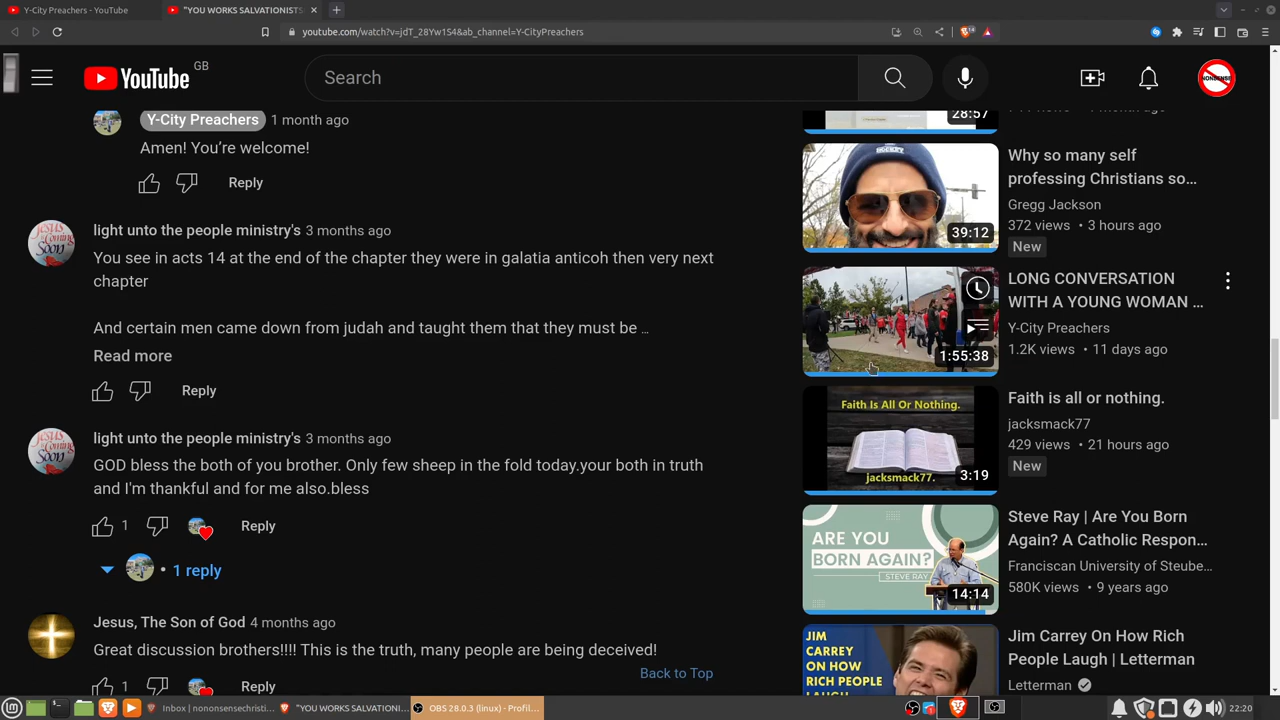 Y-City Preachers - YouTube
"YOU WORKS SALVATIONISTS
youtube.com/watch?v=jdT_28Yw1S4&ab_channel=Y-CityPreachers
YouTube GB
Search
NONSENSE
Y-City Preachers 1 month ago
Amen! You're welcome!
Reply
light unto the people ministry's 3 months ago
You see in acts 14 at the end of the chapter they were in galatia anticoh then very next
chapter
And certain men came down from judah and taught them that they must be ...
Read more
Reply
Jesus is Coming Soon
light unto the people ministry's 3 months ago
GOD bless the both of you brother. Only few sheep in the fold today.your both in truth
and I'm thankful and for me also.bless
1 Reply
• 1 reply
Jesus, The Son of God 4 months ago
Great discussion brothers!!!! This is the truth, many people are being deceived!
1 Reply
Back to Top
28:57
39:12
Why so many self
professing Christians so...
Gregg Jackson
372 views • 3 hours ago
New
1:55:38
LONG CONVERSATION
WITH A YOUNG WOMAN ...
Y-City Preachers
1.2K views • 11 days ago
Faith Is All Or Nothing.
jacksmack77.
3:19
Faith is all or nothing.
jacksmack77
429 views • 21 hours ago
New
ARE YOU
BORN AGAIN?
STEVE RAY
14:14
Steve Ray | Are You Born
Again? A Catholic Respon...
Franciscan University of Steube...
580K views • 9 years ago
JIM
CARREY
ON HOW
RICH PEOPLE
LAUGH
Jim Carrey On How Rich
People Laugh | Letterman
Letterman
Inbox | nononsensechristi...
"YOU WORKS SALVATIONIST...
OBS 28.0.3 (linux) - Profil...
22:20